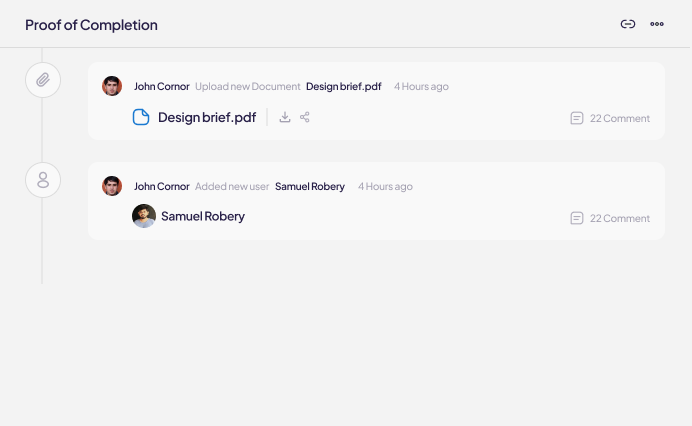 Proof of Completion
John Cornor Upload new Document Design brief.pdf 4 Hours ago
Design brief.pdf
22 Comment
John Cornor Added new user Samuel Robery 4 Hours ago
Samuel Robery
22 Comment